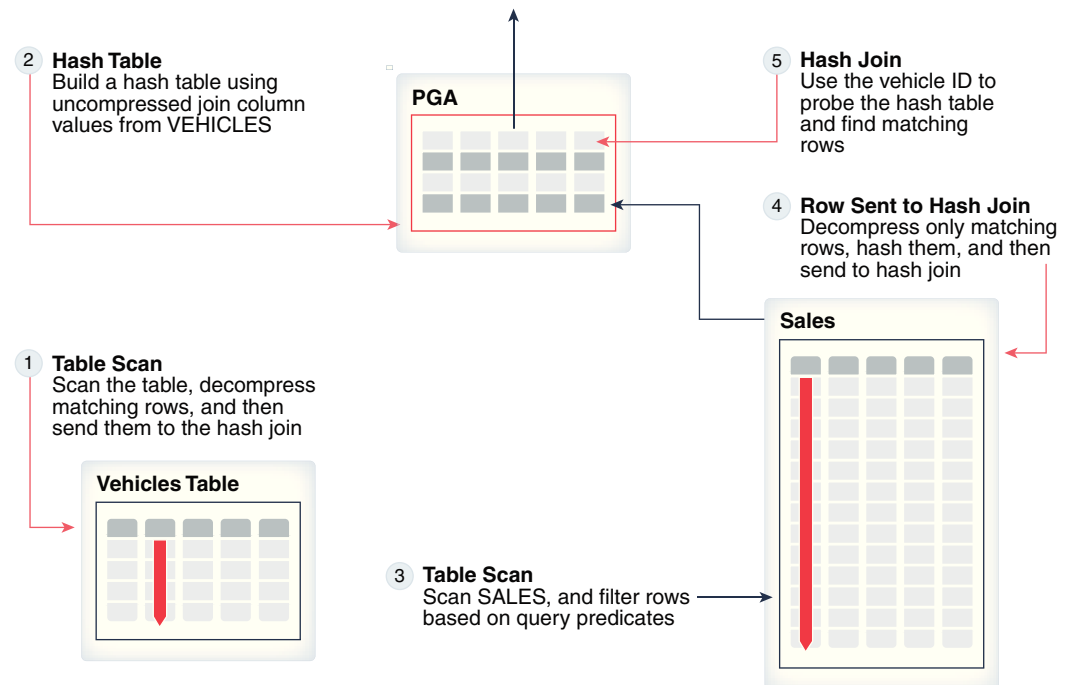 2 Hash Table
Build a hash table using
uncompressed join column
values from VEHICLES
PGA
5 Hash Join
Use the vehicle ID to
probe the hash table
and find matching
rows
4 Row Sent to Hash Join
Decompress only matching
rows, hash them, and then
send to hash join
Sales
1 Table Scan
Scan the table, decompress
matching rows, and then
send them to the hash join
Vehicles Table
3 Table Scan
Scan SALES, and filter rows
based on query predicates